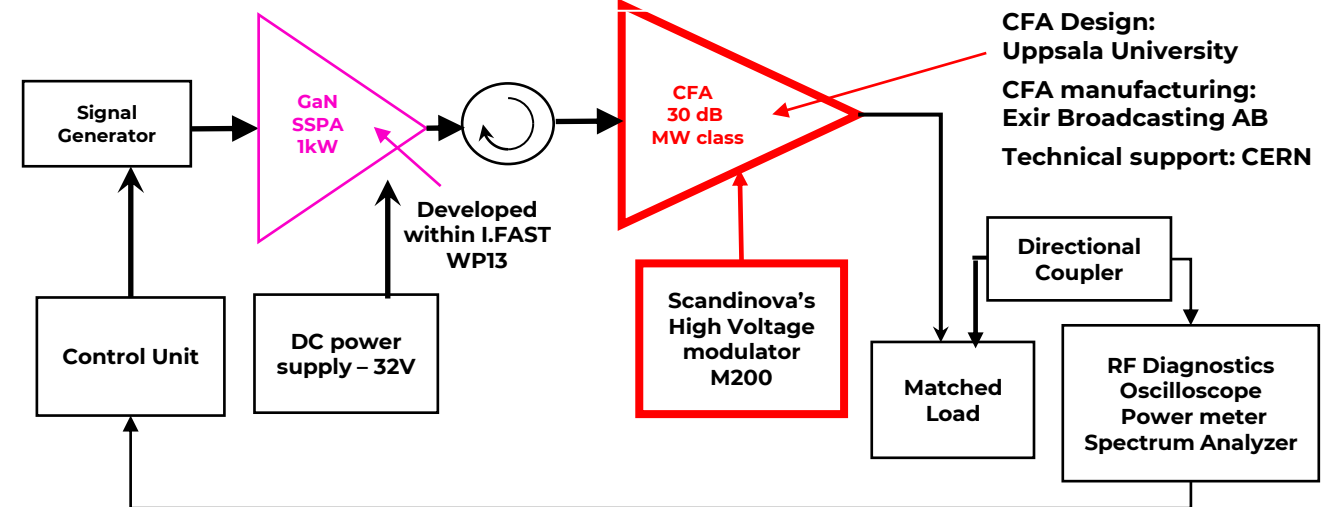 Signal
Generator
GaN
SSPA
1kW
CFA
30 dB
MW class
CFA Design:
Uppsala University
CFA manufacturing:
Exir Broadcasting AB
Technical support: CERN
Developed
within I.FAST
WP13
Directional
Coupler
Control Unit
DC power
supply – 32V
Scandinova’s
High Voltage
modulator
M200
Matched
Load
RF Diagnostics
Oscilloscope
Power meter
Spectrum Analyzer